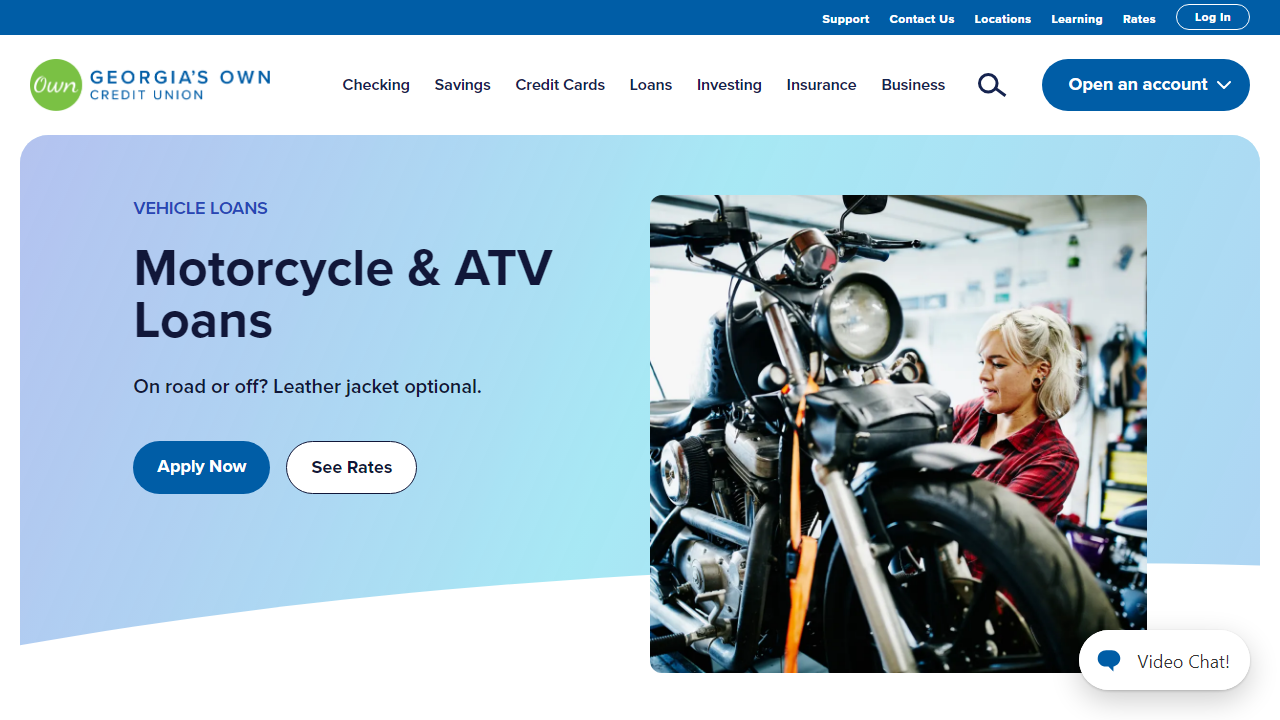 Support Contact Us Locations Learning Rates Log In
Own GEORGIA'S OWN
CREDIT UNION
Checking Savings Credit Cards Loans Investing Insurance Business Open an account
VEHICLE LOANS
Motorcycle & ATV
Loans
On road or off? Leather jacket optional.
Apply Now See Rates
Video Chat!